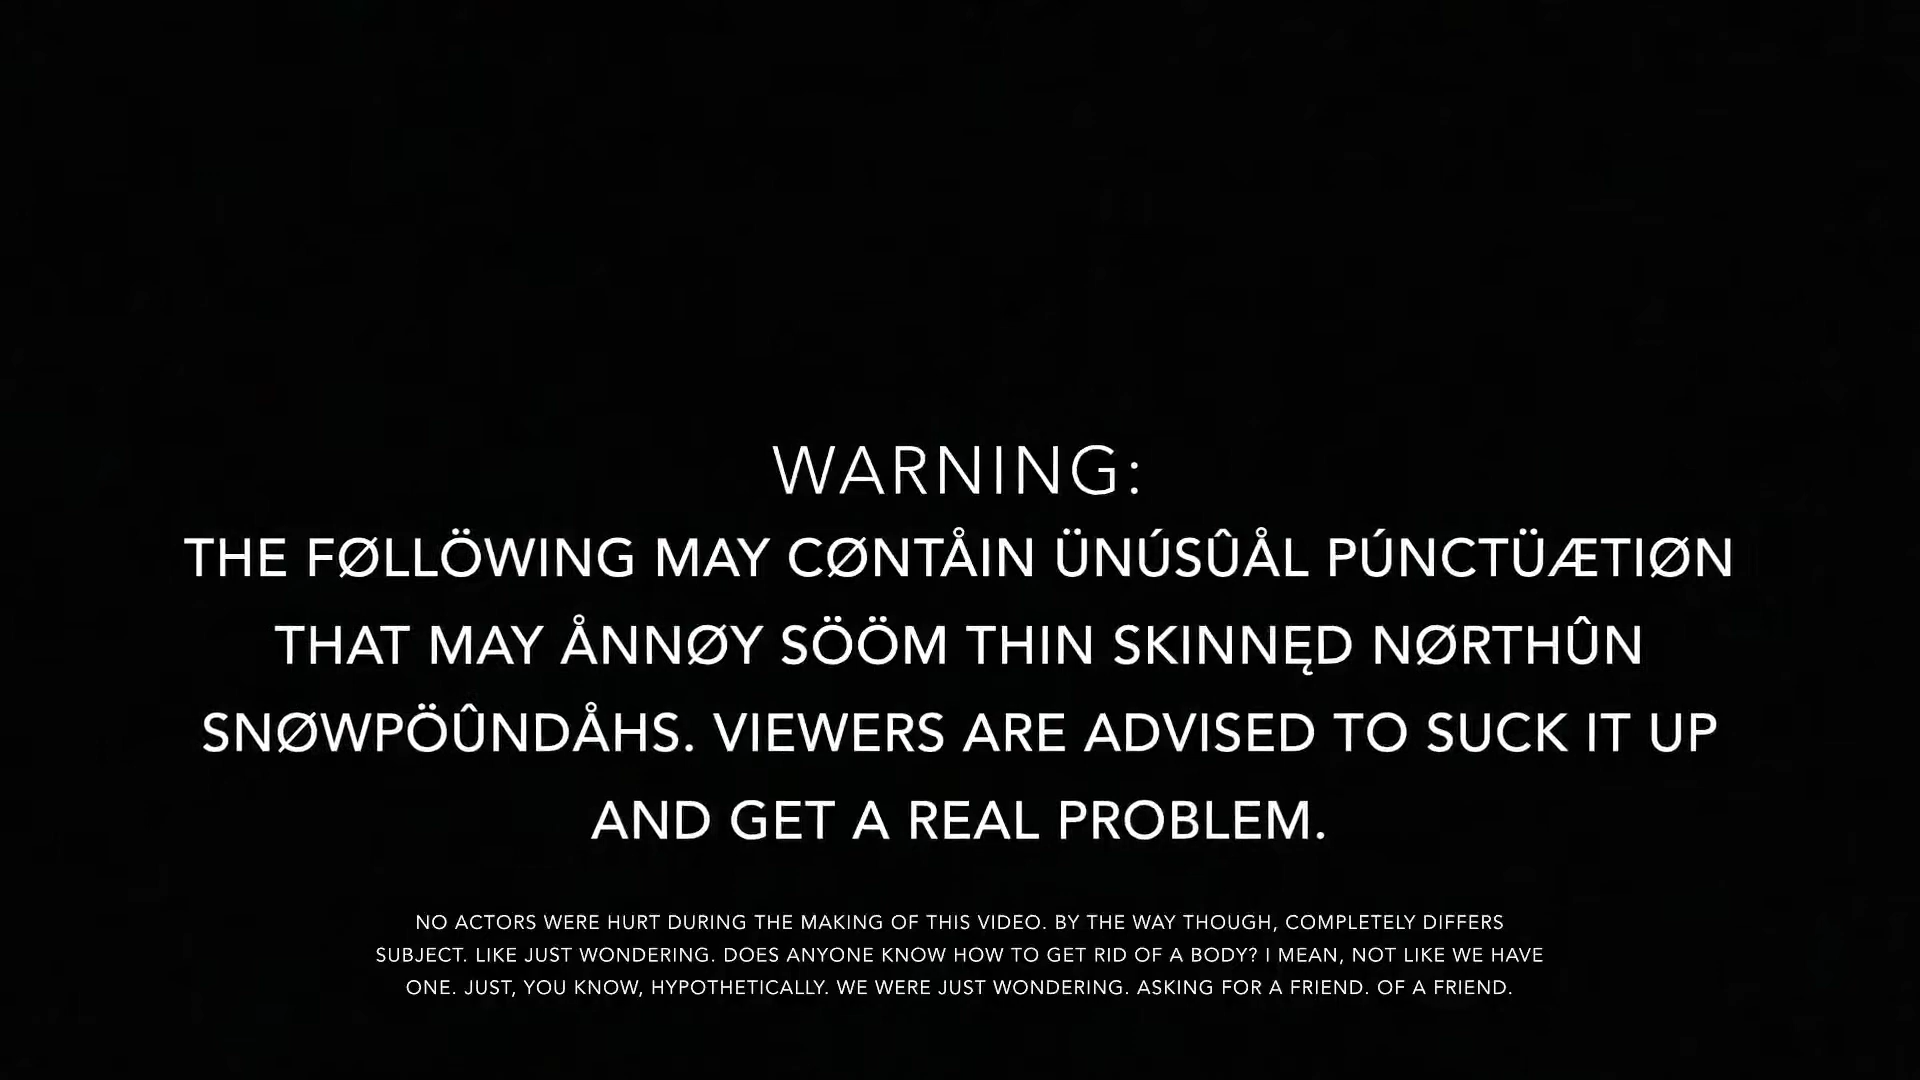 WARNING:
THE FØLLÖWING MAY CØNTÅIN ÜNÚSÛÅL PÚNCTÜÆTIØN
THAT MAY ÅNNØY SÖÖM THIN SKINNĘD NØRTHÛN
SNØWPÖÛNDÅHS. VIEWERS ARE ADVISED TO SUCK IT UP
AND GET A REAL PROBLEM.
NO ACTORS WERE HURT DURING THE MAKING OF THIS VIDEO. BY THE WAY THOUGH, COMPLETELY DIFFERS
SUBJECT. LIKE JUST WONDERING. DOES ANYONE KNOW HOW TO GET RID OF A BODY? I MEAN, NOT LIKE WE HAVE
ONE. JUST, YOU KNOW, HYPOTHETICALLY. WE WERE JUST WONDERING. ASKING FOR A FRIEND. OF A FRIEND.